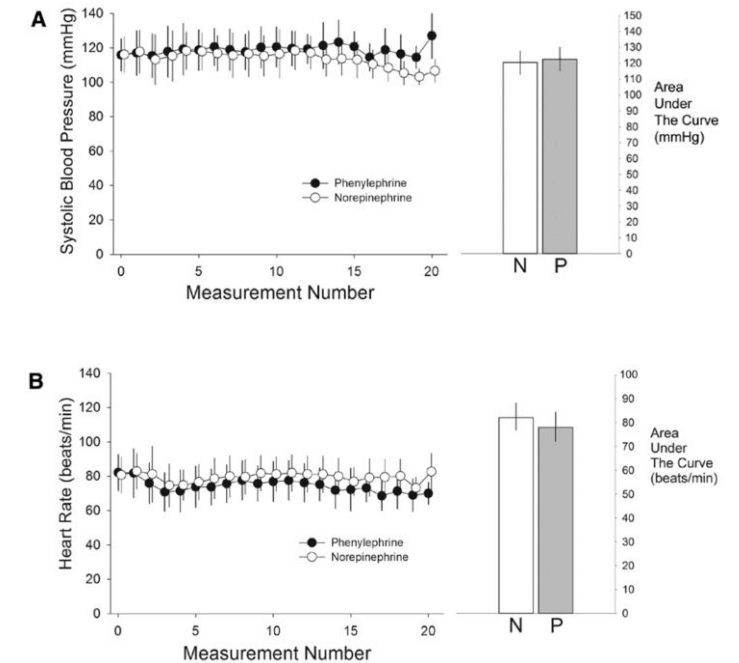 A
Systolic Blood Pressure (mmHg)
140
120
100
80
60
40
20
0
Phenylephrine
Norepinephrine
0 5 10 15 20
Measurement Number
150
140
130
120
110
100
90
80
70
60
50
40
30
20
10
0
Area
Under
The Curve
(mmHg)
N P
B
Heart Rate (beats/min)
140
120
100
80
60
40
20
0
Phenylephrine
Norepinephrine
0 5 10 15 20
Measurement Number
100
90
80
70
60
50
40
30
20
10
0
Area
Under
The Curve
(beats/min)
N P